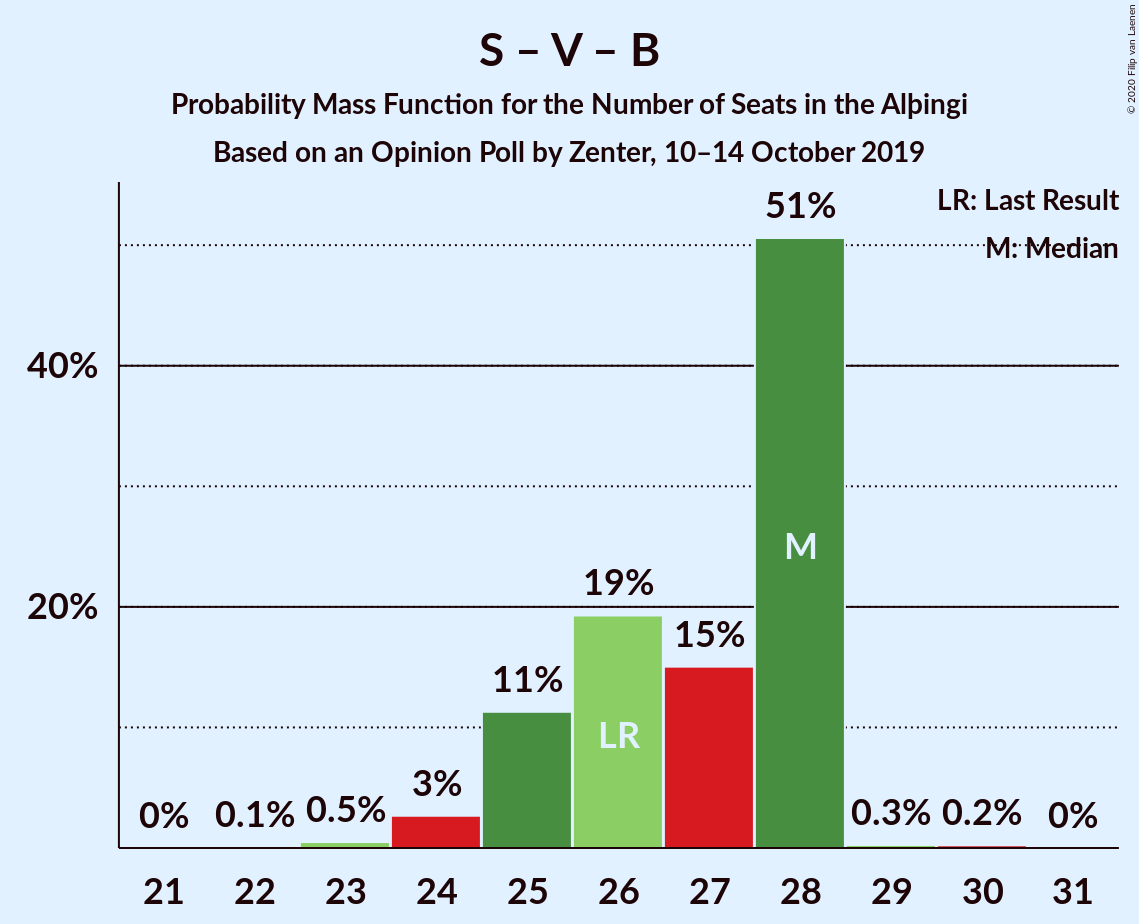 S – V – B
Probability Mass Function for the Number of Seats in the Alþingi
Based on an Opinion Poll by Zenter, 10–14 October 2019
© 2020 Filip van Laenen
LR: Last Result
M: Median
51%
40%
M
19%
20%
15%
11%
LR
3%
0% 0.1% 0.5% 0.3% 0.2% 0%
21 22 23 24 25 26 27 28 29 30 31